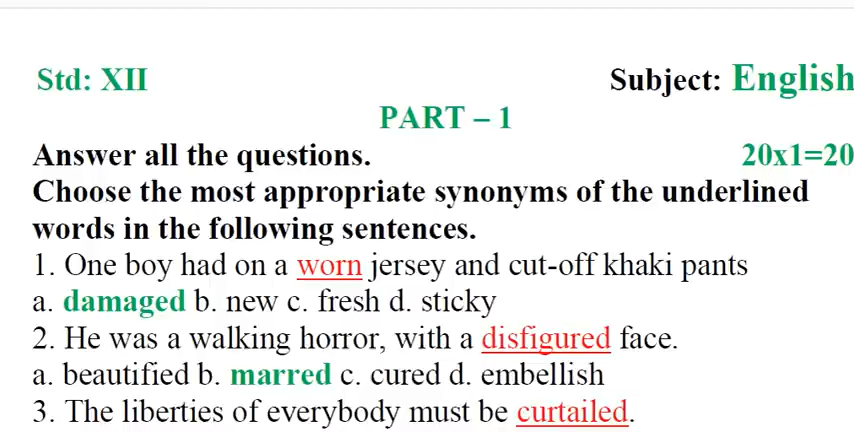 Std: XII Subject: English
PART – 1
Answer all the questions. 20x1=20
Choose the most appropriate synonyms of the underlined
words in the following sentences.
1. One boy had on a worn jersey and cut-off khaki pants
a. damaged b. new c. fresh d. sticky
2. He was a walking horror, with a disfigured face.
a. beautified b. marred c. cured d. embellish
3. The liberties of everybody must be curtailed.